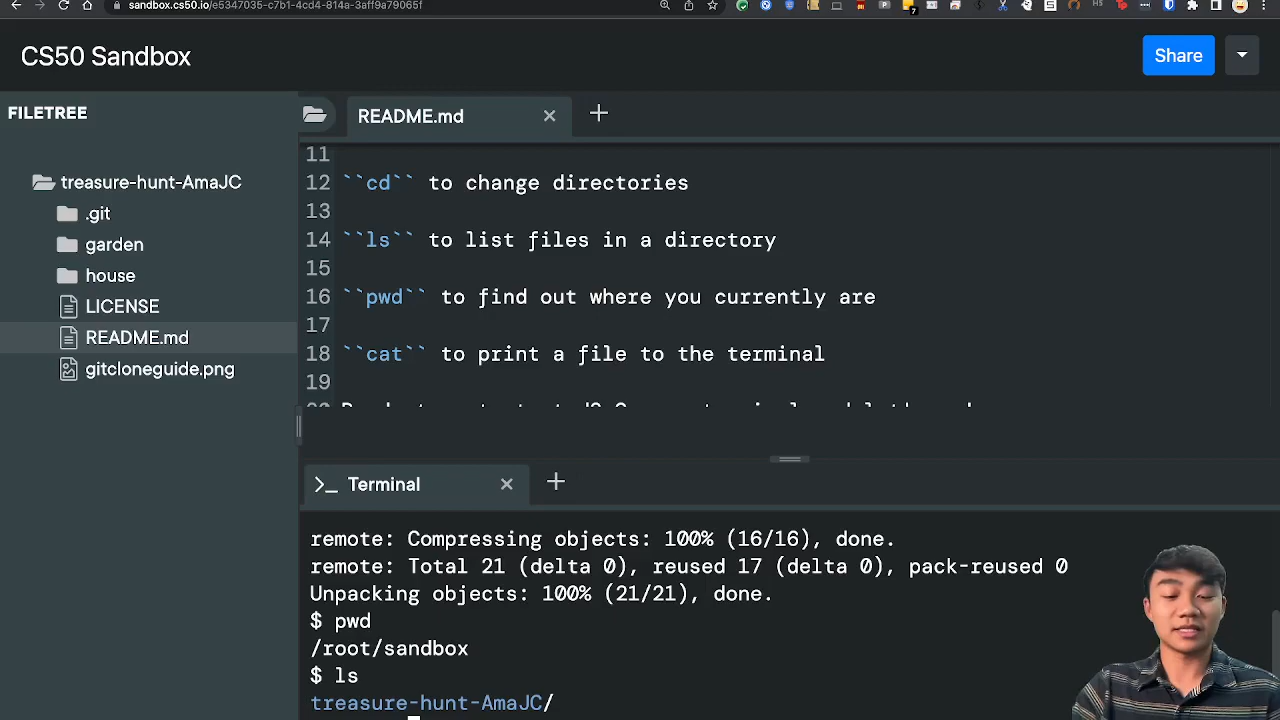 sandbox.cs50.io/e5347035-c7b1-4cd4-814a-3aff9a79065f
7
CS50 Sandbox
Share
FILETREE
README.md
treasure-hunt-AmaJC
.git
garden
house
LICENSE
README.md
gitcloneguide.png
11
12 ``cd`` to change directories
13
14 ``ls`` to list files in a directory
15
16 ``pwd`` to find out where you currently are
17
18 ``cat`` to print a file to the terminal
19
>_ Terminal
remote: Compressing objects: 100% (16/16), done.
remote: Total 21 (delta 0), reused 17 (delta 0), pack-reused 0
Unpacking objects: 100% (21/21), done.
$ pwd
/root/sandbox
$ ls
treasure-hunt-AmaJC/